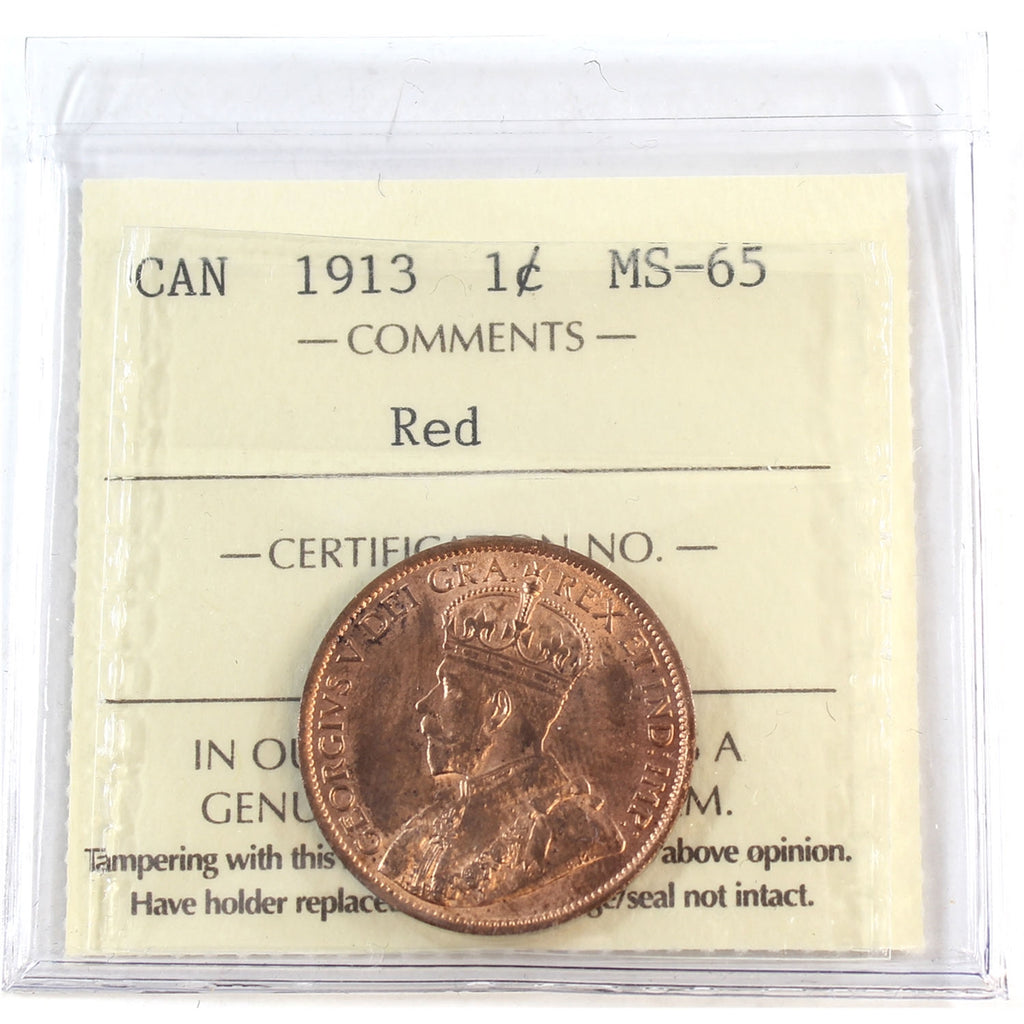 CAN 1913 1¢ MS-65
— COMMENTS —
Red
— CERTIFIC N NO. —
GEORGIVS V DEI GRA: REX ET IND: IMP:
IN OU A
GENU M.
Tampering with this above opinion.
Have holder replace /seal not intact.